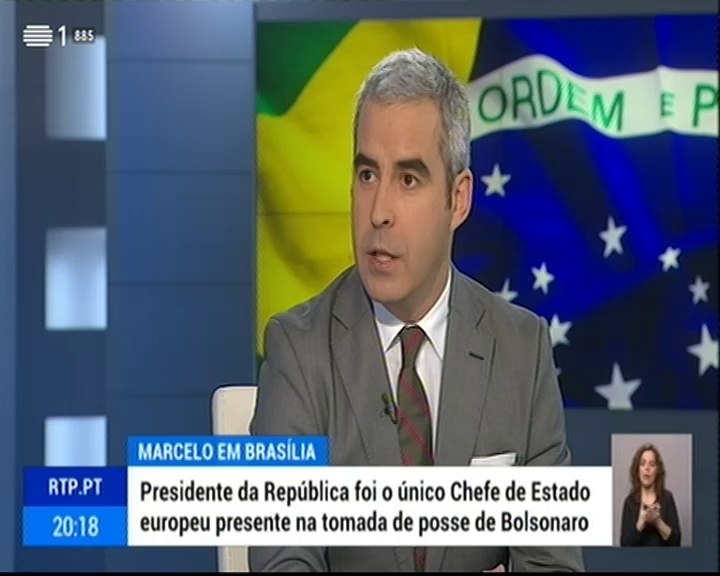 1 885
ORDEM E P
MARCELO EM BRASÍLIA
RTP.PT
20:18
Presidente da República foi o único Chefe de Estado
europeu presente na tomada de posse de Bolsonaro